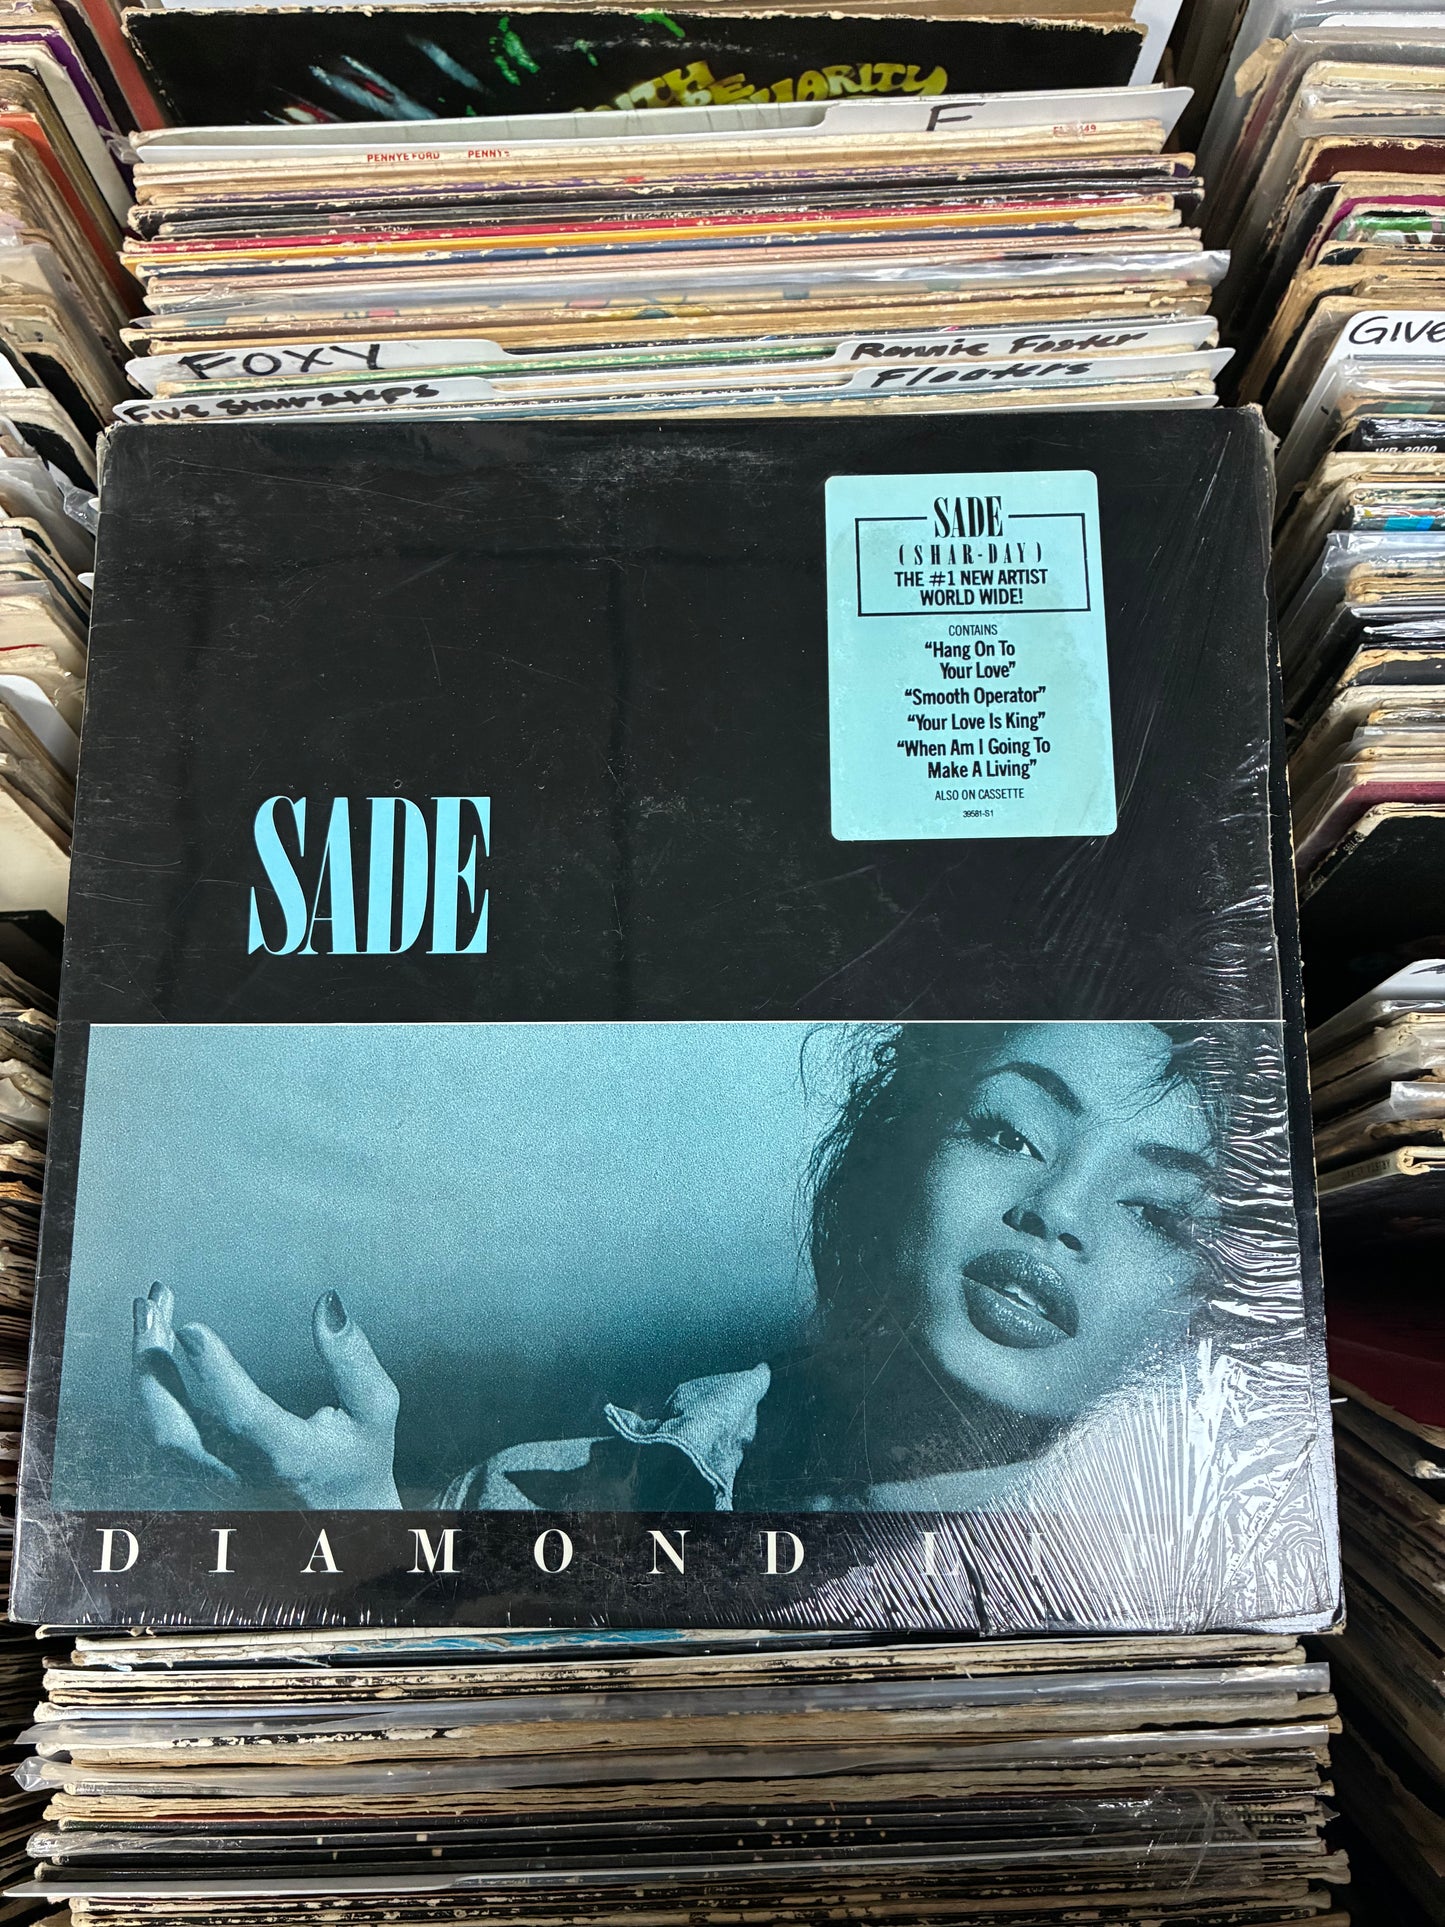 PENNYE FORD PENNYE
F
FOXY
Ronnie Foster
Five Stairsteps
Floaters
GIVE
SADE
(SHAR-DAY)
THE #1 NEW ARTIST
WORLD WIDE!
CONTAINS
"Hang On To
Your Love"
"Smooth Operator"
"Your Love Is King"
"When Am I Going To
Make A Living"
ALSO ON CASSETTE
39581-S1
SADE
DIAMOND LIFE